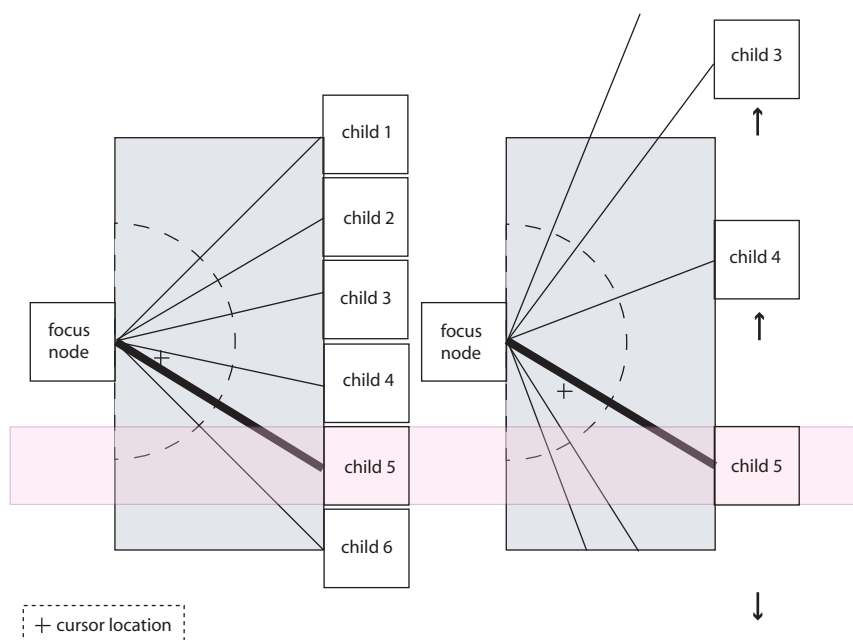 child 1
child 2
child 3
child 4
child 5
child 6
focus
node
child 3
child 4
child 5
focus
node
+ cursor location